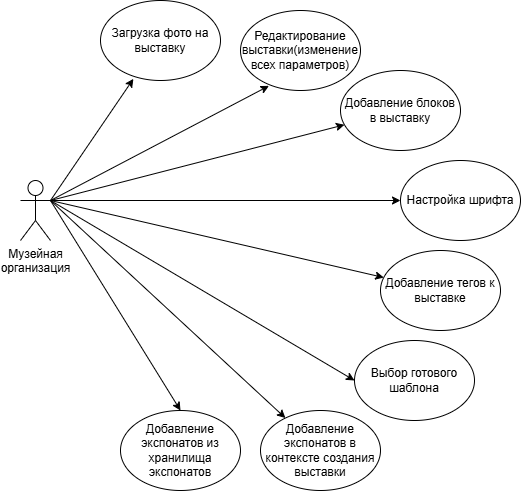 Загрузка фото на
выставку
Редактирование
выставки(изменение
всех параметров)
Добавление блоков
в выставку
Настройка шрифта
Музейная
организация
Добавление тегов к
выставке
Выбор готового
шаблона
Добавление
экспонатов из
хранилища
экспонатов
Добавление
экспонатов в
контексте создания
выставки